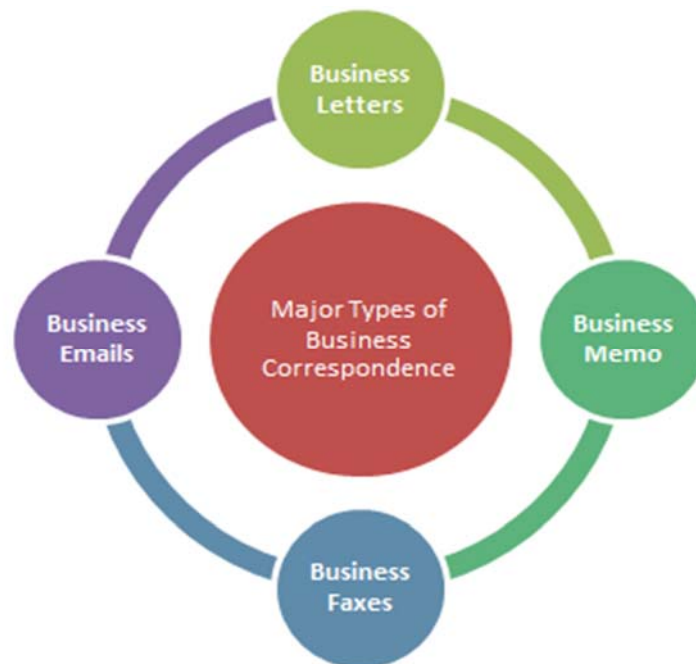 Business
Letters
Major Types of
Business
Correspondence
Business
Emails
Business
Memo
Business
Faxes